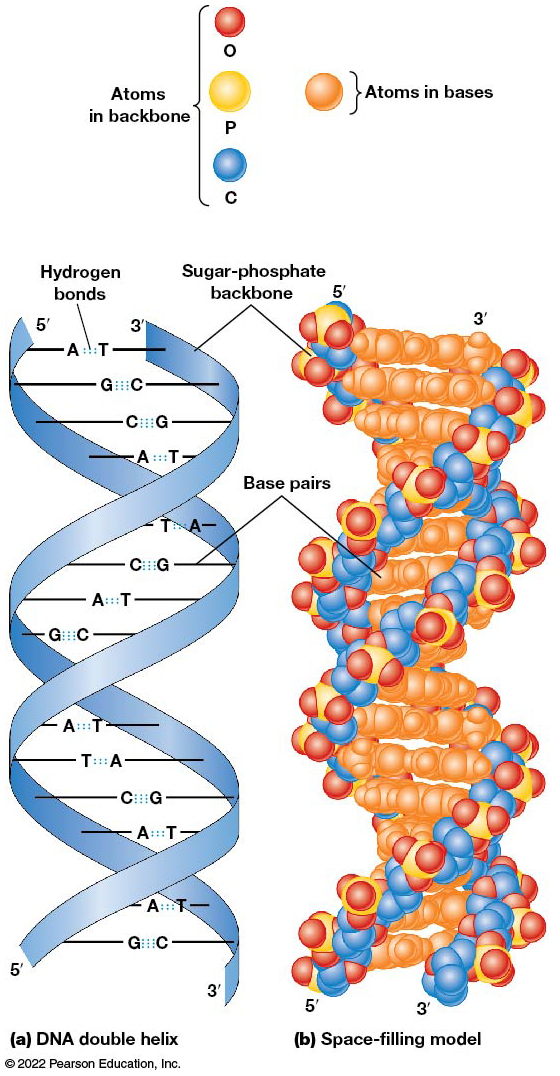 O
Atoms
in backbone
P
Atoms in bases
C
Hydrogen
bonds
Sugar-phosphate
backbone
5′
3′
5′
3′
A T
G C
C G
A T
Base pairs
T A
C G
A T
G C
A T
T A
C G
A T
A T
G C
5′
3′
5′
3′
(a) DNA double helix
(b) Space-filling model
© 2022 Pearson Education, Inc.